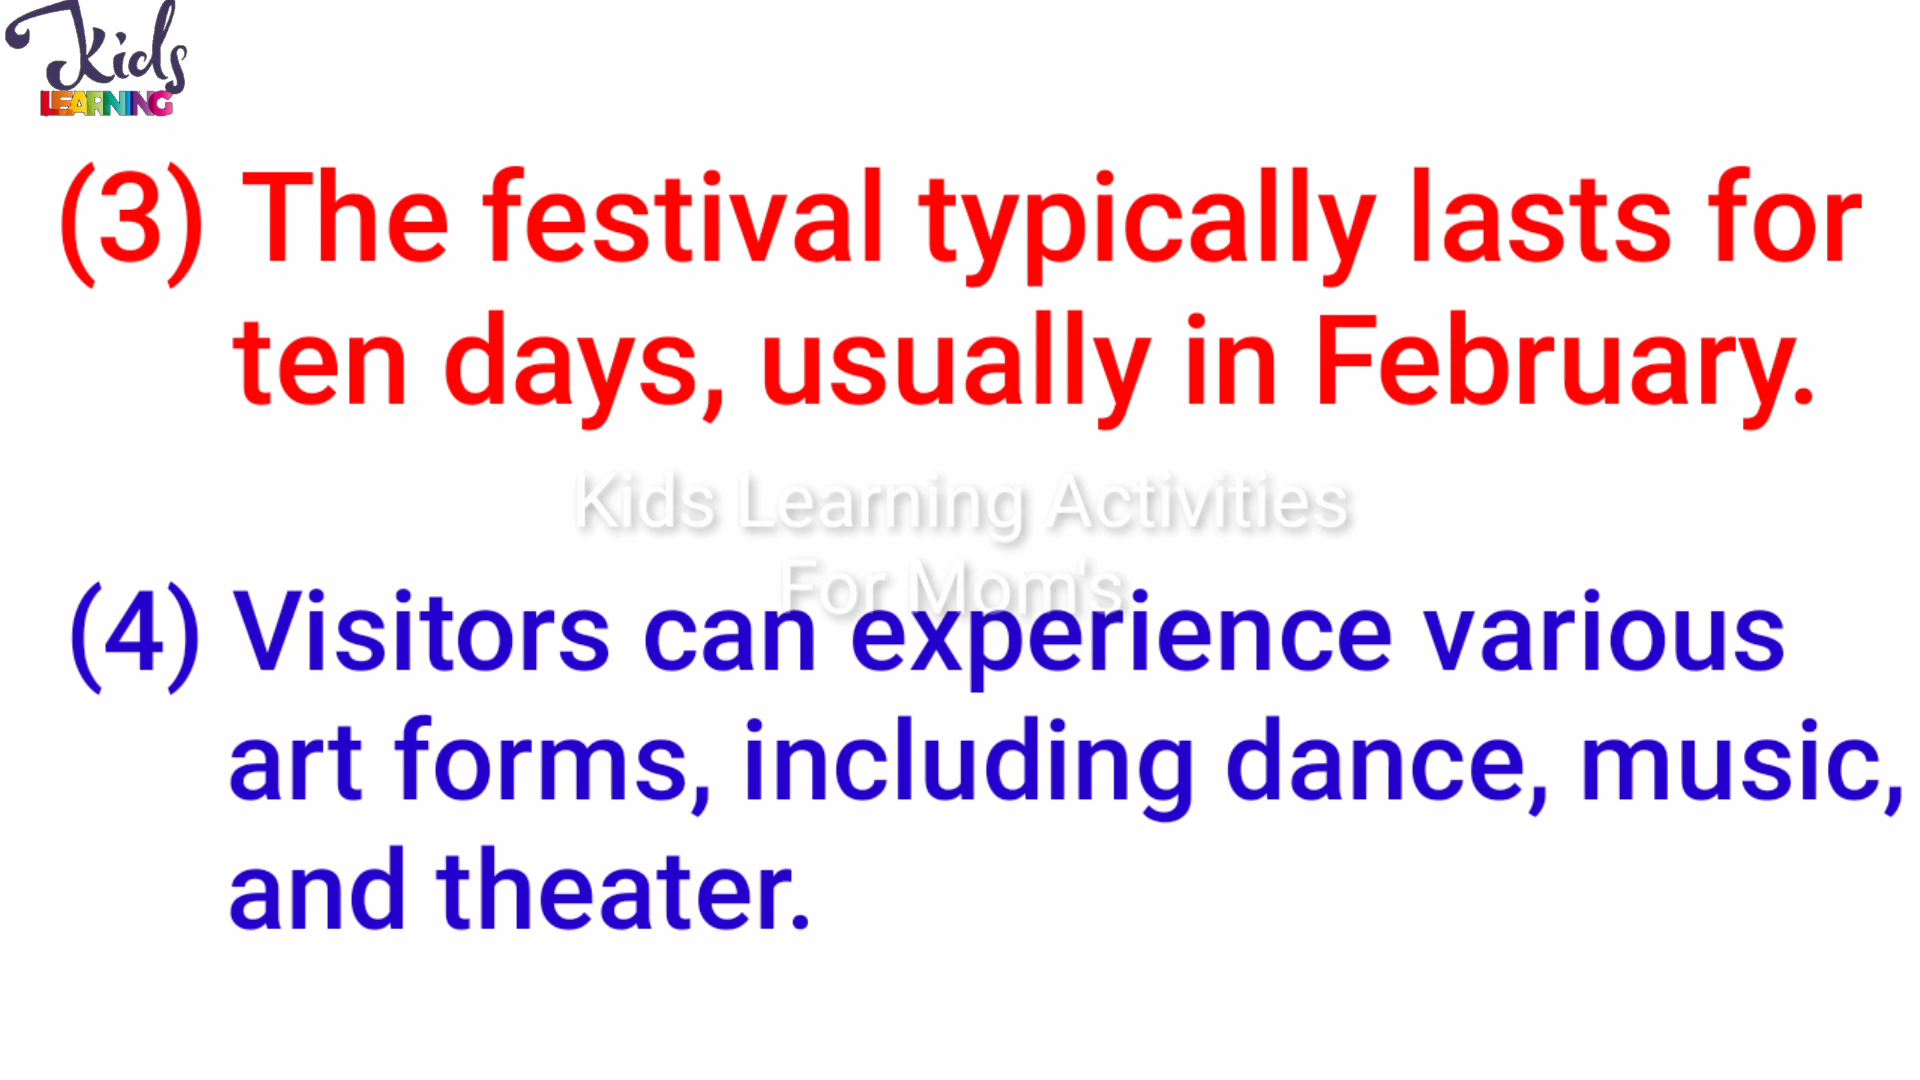 Kids
LEARNING
(3) The festival typically lasts for
ten days, usually in February.
Kids Learning Activities
For Mom's
(4) Visitors can experience various
art forms, including dance, music,
and theater.